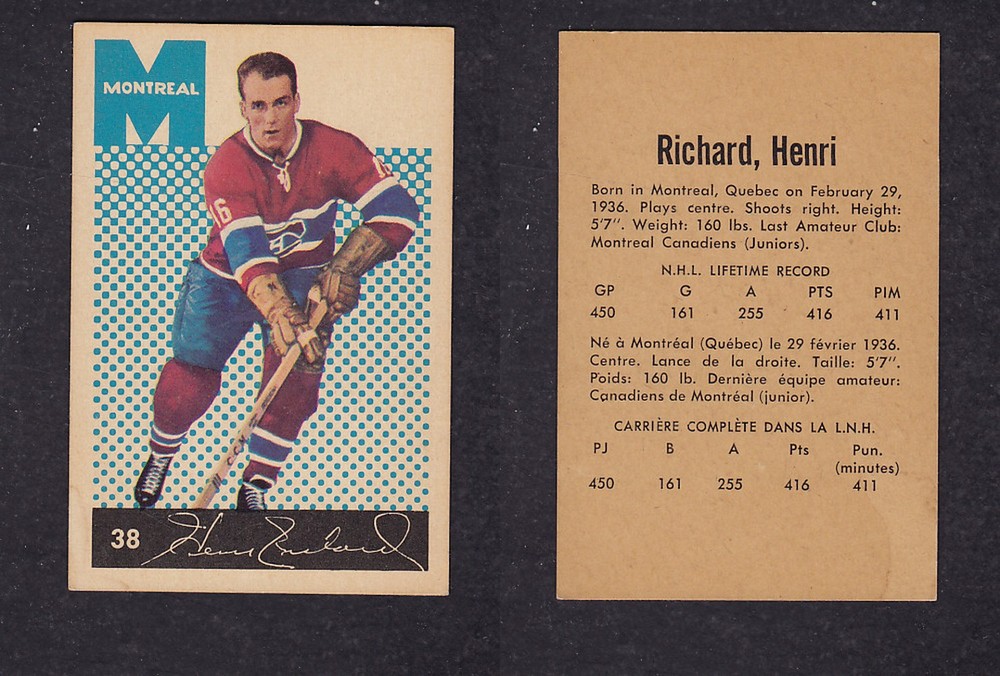 MONTREAL
16
C C M
38
Henri Richard
Richard, Henri
Born in Montreal, Quebec on February 29,
1936. Plays centre. Shoots right. Height:
5'7". Weight: 160 lbs. Last Amateur Club:
Montreal Canadiens (Juniors).
N.H.L. LIFETIME RECORD
GP G A PTS PIM
450 161 255 416 411
Né à Montréal (Québec) le 29 février 1936.
Centre. Lance de la droite. Taille: 5'7".
Poids: 160 lb. Dernière équipe amateur:
Canadiens de Montréal (junior).
CARRIÈRE COMPLÈTE DANS LA L.N.H.
PJ B A Pts Pun.
(minutes)
450 161 255 416 411